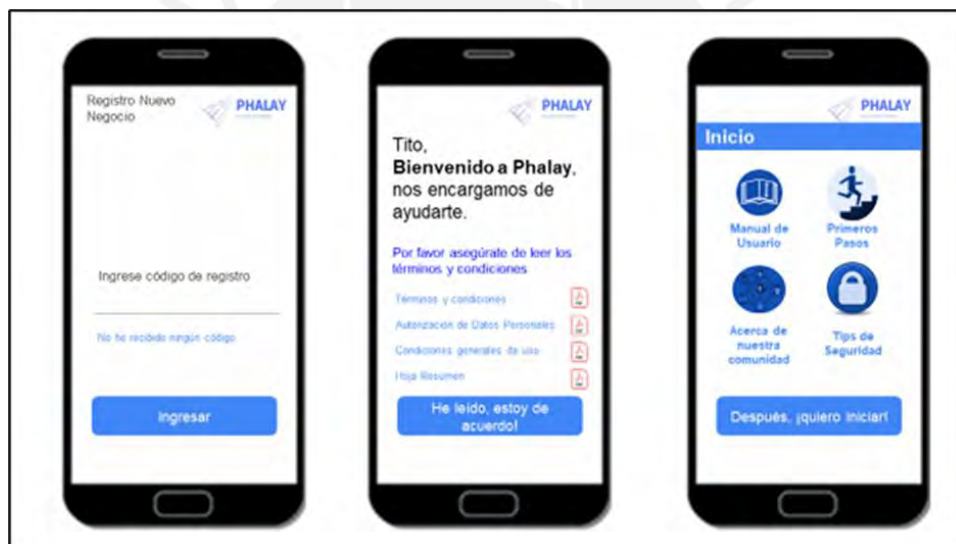 Registro Nuevo
Negocio
PHALAY
Ingrese código de registro
No he recibido ningún código
Ingresar
PHALAY
Tito,
Bienvenido a Phalay,
nos encargamos de
ayudarte.
Por favor asegúrate de leer los
términos y condiciones
Términos y condiciones
Autorización de Datos Personales
Condiciones generales de uso
Hoja Resumen
He leído, estoy de
acuerdo!
PHALAY
Inicio
Manual de
Usuario
Primeros
Pasos
Acerca de
nuestra
comunidad
Tips de
Seguridad
Después, ¡quiero iniciar!